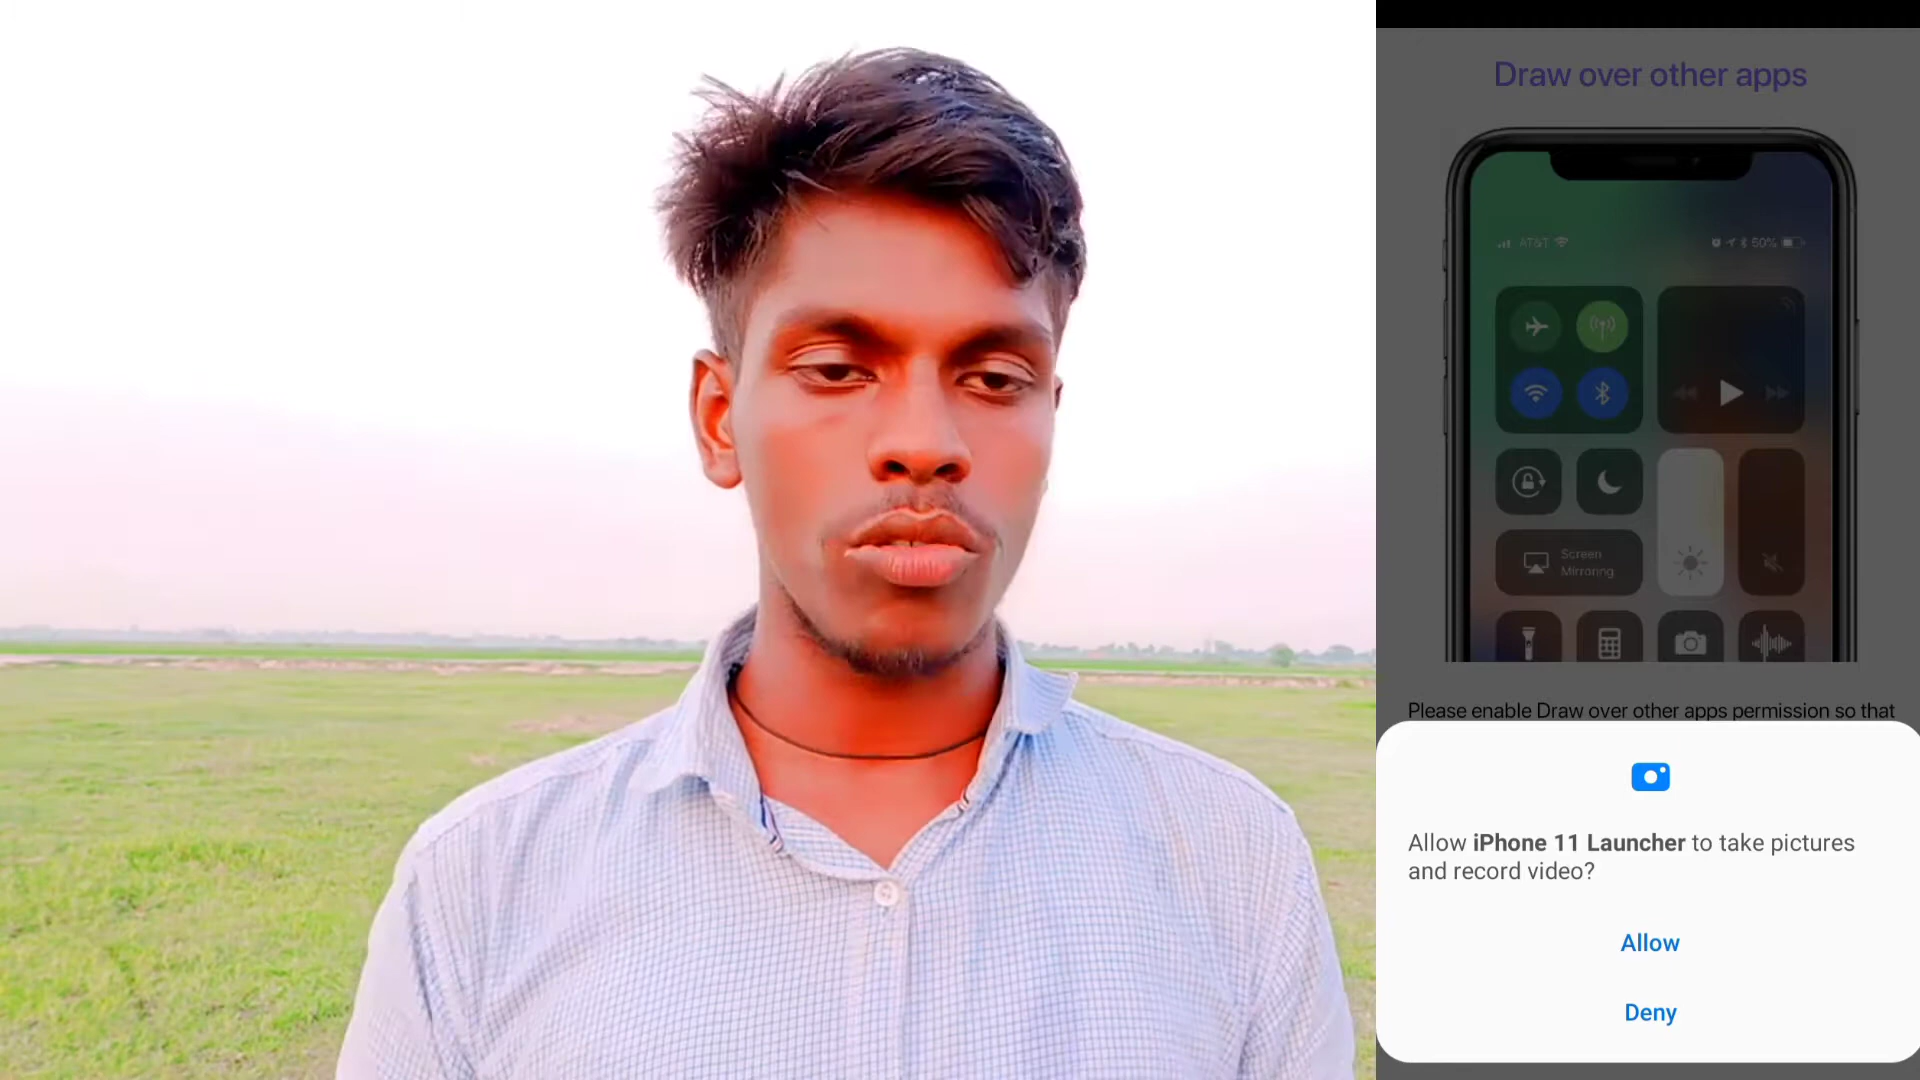 Draw over other apps
AT&T
50%
Screen
Mirroring
Please enable Draw over other apps permission so that
Allow iPhone 11 Launcher to take pictures
and record video?
Allow
Deny